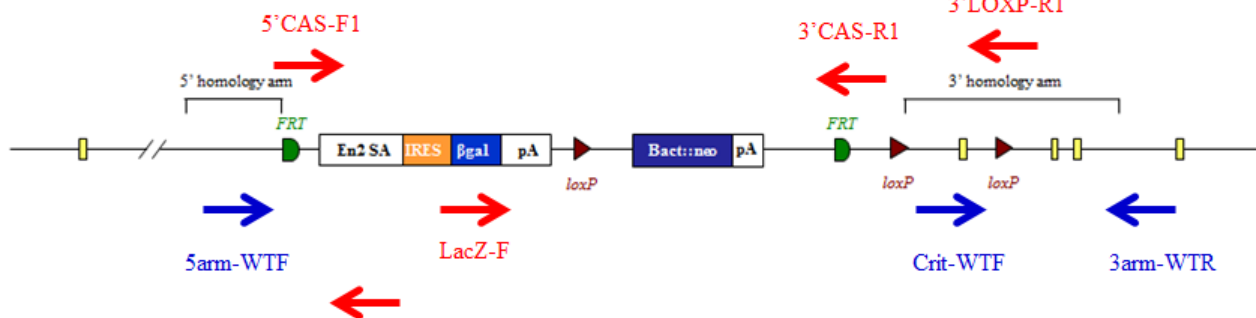 3’LOXP-R1
5’CAS-F1
3’CAS-R1
5’ homology arm
3’ homology arm
FRT
FRT
En2 SA IRES βgal pA
Bact::neo pA
loxP
loxP
loxP
5arm-WTF
LacZ-F
Crit-WTF
3arm-WTR